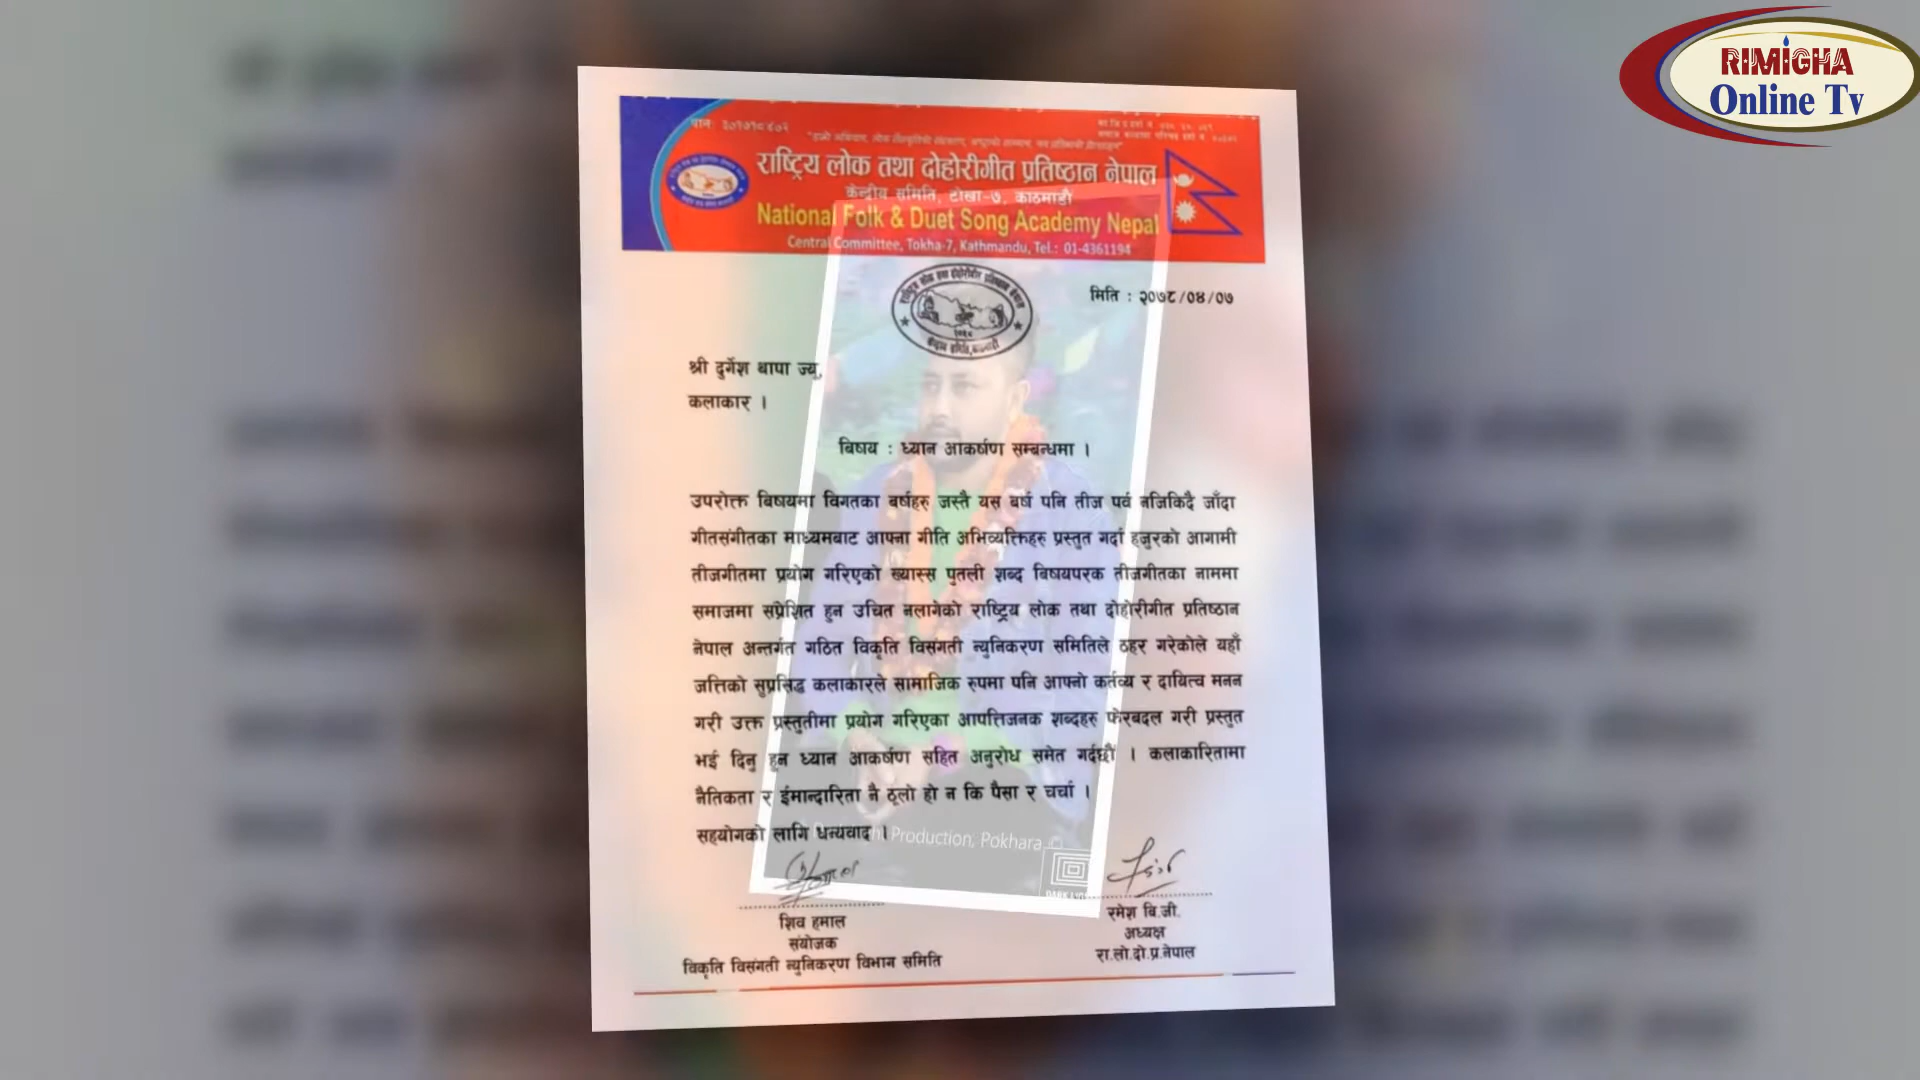 RIMIGHA
Online Tv
राष्ट्रिय लोक तथा दोहोरीगीत प्रतिष्ठान नेपाल
केन्द्रीय समिति, टोखा-७, काठमाडौं
National Folk & Duet Song Academy Nepal
Central Committee, Tokha-7, Kathmandu, Tel.: 01-4361194
मिति : २०७८/०४/०७
श्री दुर्गेश थापा ज्यू,
कलाकार ।
बिषय : ध्यान आकर्षण सम्बन्धमा ।
उपरोक्त बिषयमा विगतका बर्षहरु जस्तै यस बर्ष पनि तीज पर्व नजिकिदै जाँदा
गीतसंगीतका माध्यमबाट आफ्ना गीति अभिव्यक्तिहरु प्रस्तुत गर्दा हजुरको आगामी
तीजगीतमा प्रयोग गरिएको ख्यास्स पुतली शब्द बिषयपरक तीजगीतका नाममा
समाजमा संप्रेशित हुन उचित नलागेको राष्ट्रिय लोक तथा दोहोरीगीत प्रतिष्ठान
नेपाल अन्तर्गत गठित विकृति विसंगती न्युनिकरण समितिले ठहर गरेकोले यहाँ
जत्तिको सुप्रसिद्ध कलाकारले सामाजिक रुपमा पनि आफ्नो कर्तव्य र दायित्व मनन
गरी उक्त प्रस्तुतीमा प्रयोग गरिएका आपत्तिजनक शब्दहरु फेरबदल गरी प्रस्तुत
भई दिनु हुन ध्यान आकर्षण सहित अनुरोध समेत गर्दछौं । कलाकारितामा
नैतिकता र ईमान्दारिता नै ठूलो हो न कि पैसा र चर्चा ।
सहयोगको लागि धन्यवाद ।
Production, Pokhara
शिव हमाल
संयोजक
विकृति विसंगती न्युनिकरण विभाग समिति
रमेश बि.जी.
अध्यक्ष
रा.लो.दो.प्र.नेपाल